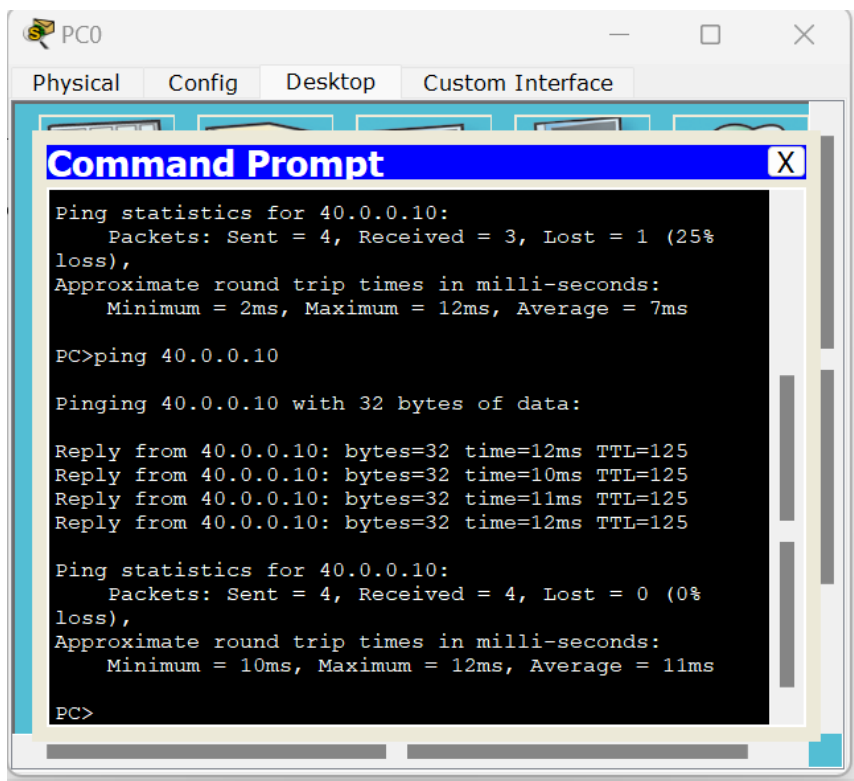 PC0
Physical Config Desktop Custom Interface
Command Prompt X
Ping statistics for 40.0.0.10:
    Packets: Sent = 4, Received = 3, Lost = 1 (25%
loss),
Approximate round trip times in milli-seconds:
    Minimum = 2ms, Maximum = 12ms, Average = 7ms
PC>ping 40.0.0.10
Pinging 40.0.0.10 with 32 bytes of data:
Reply from 40.0.0.10: bytes=32 time=12ms TTL=125
Reply from 40.0.0.10: bytes=32 time=10ms TTL=125
Reply from 40.0.0.10: bytes=32 time=11ms TTL=125
Reply from 40.0.0.10: bytes=32 time=12ms TTL=125
Ping statistics for 40.0.0.10:
    Packets: Sent = 4, Received = 4, Lost = 0 (0%
loss),
Approximate round trip times in milli-seconds:
    Minimum = 10ms, Maximum = 12ms, Average = 11ms
PC>